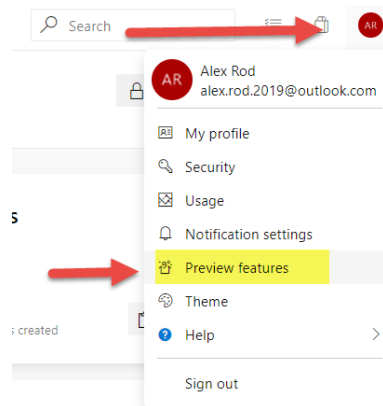 Search
AR
AR
Alex Rod
alex.rod.2019@outlook.com
My profile
Security
Usage
Notification settings
Preview features
Theme
s created
Help
Sign out